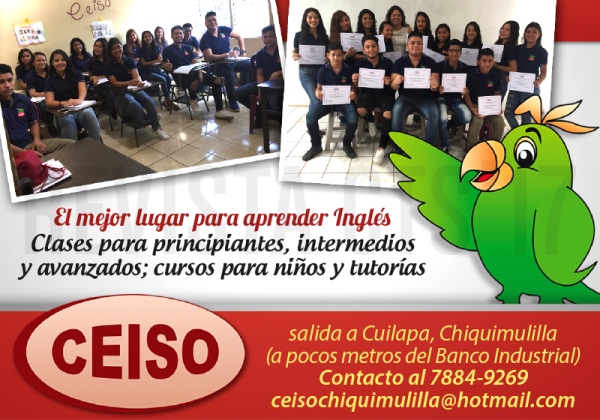 Ceiso
El mejor lugar para aprender Inglés
Clases para principiantes, intermedios
y avanzados; cursos para niños y tutorías
CEISO
salida a Cuilapa, Chiquimulilla
(a pocos metros del Banco Industrial)
Contacto al 7884-9269
ceisochiquimulilla@hotmail.com